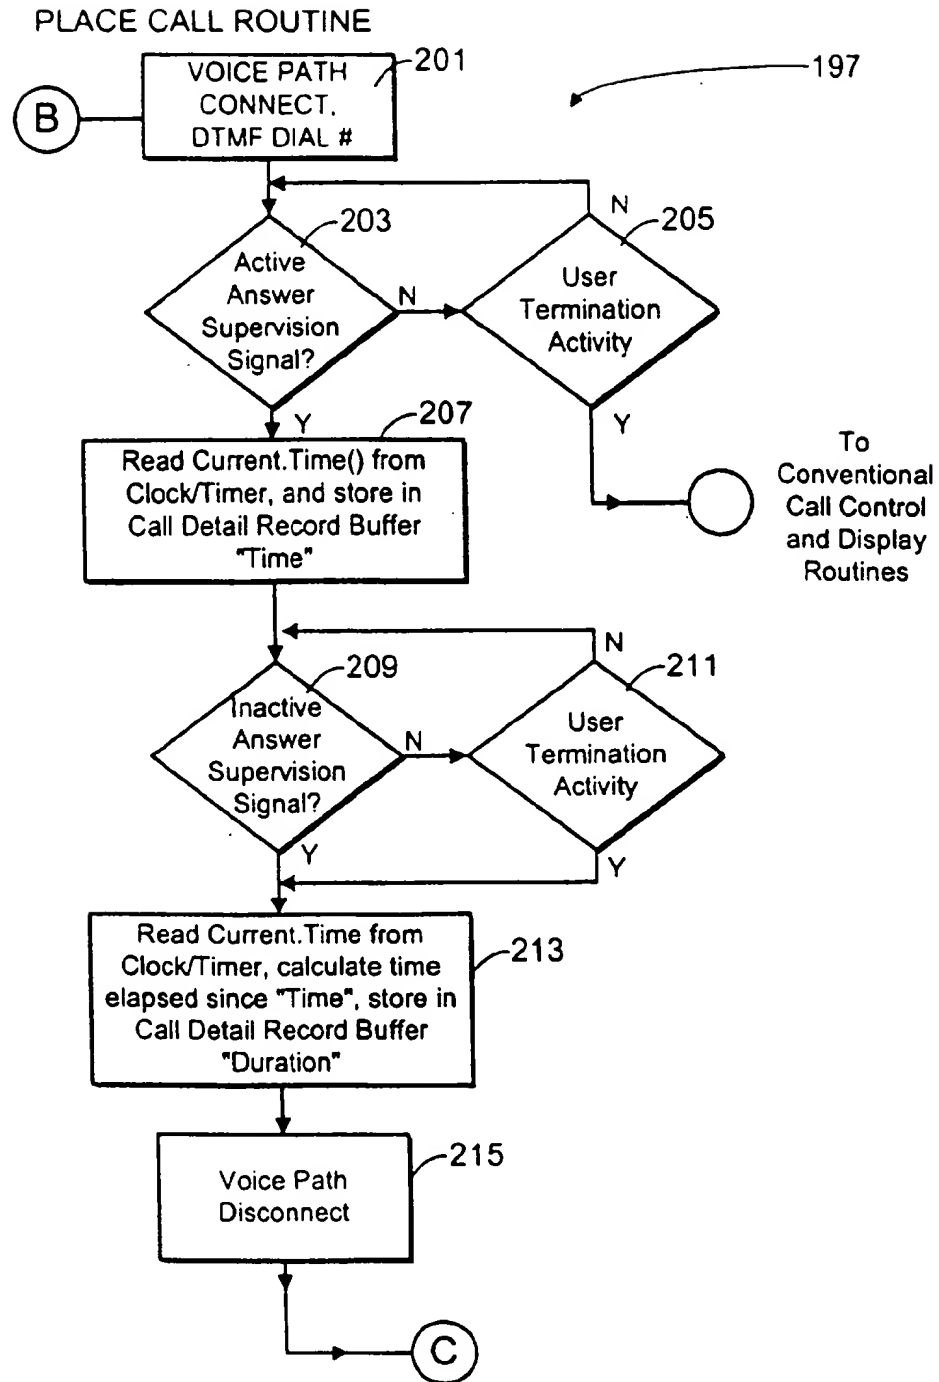 PLACE CALL ROUTINE
B
VOICE PATH
CONNECT,
DTMF DIAL #
201
197
203
Active
Answer
Supervision
Signal?
N
Y
205
N
User
Termination
Activity
Y
207
Read Current.Time() from
Clock/Timer, and store in
Call Detail Record Buffer
"Time"
To
Conventional
Call Control
and Display
Routines
209
Inactive
Answer
Supervision
Signal?
N
Y
211
N
User
Termination
Activity
Y
Read Current.Time from
Clock/Timer, calculate time
elapsed since "Time", store in
Call Detail Record Buffer
"Duration"
213
Voice Path
Disconnect
215
C